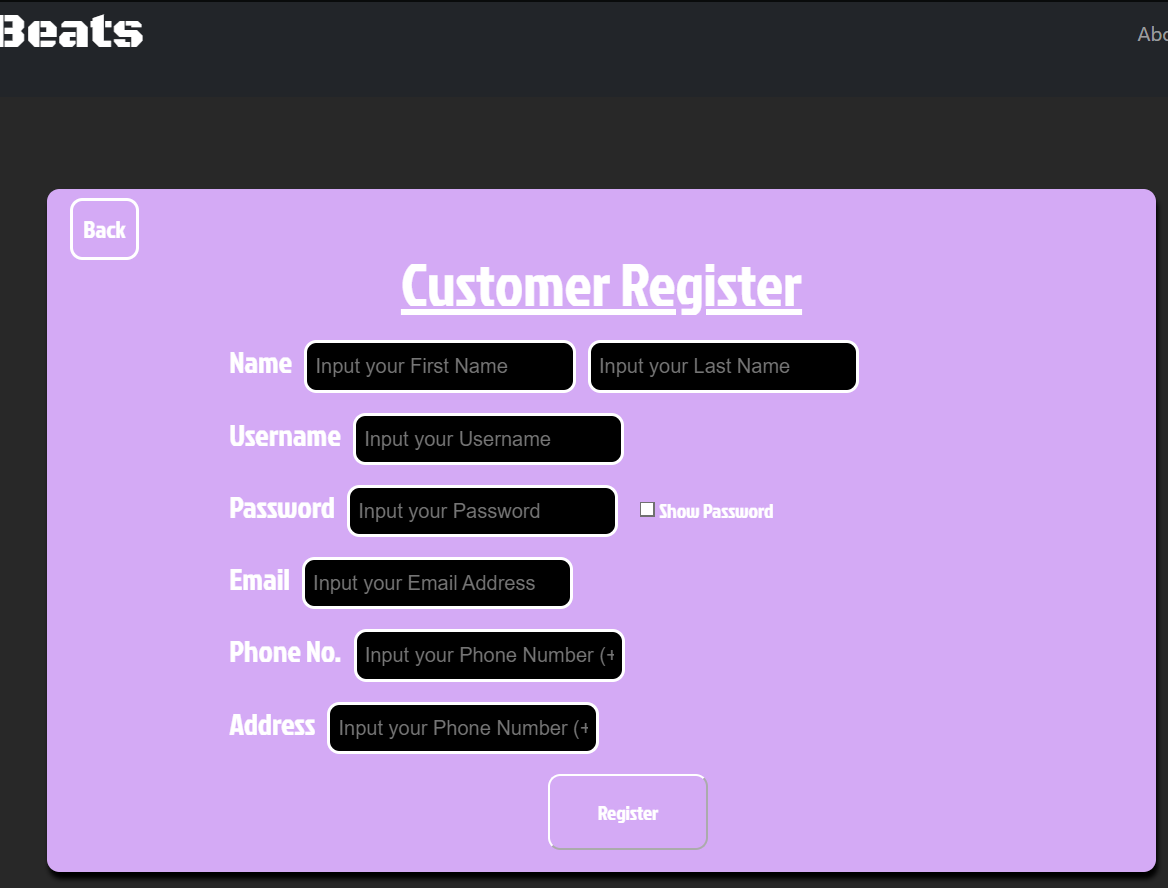 Beats
Abo
Back
Customer Register
Name Input your First Name Input your Last Name
Username Input your Username
Password Input your Password Show Password
Email Input your Email Address
Phone No. Input your Phone Number (+
Address Input your Phone Number (+
Register